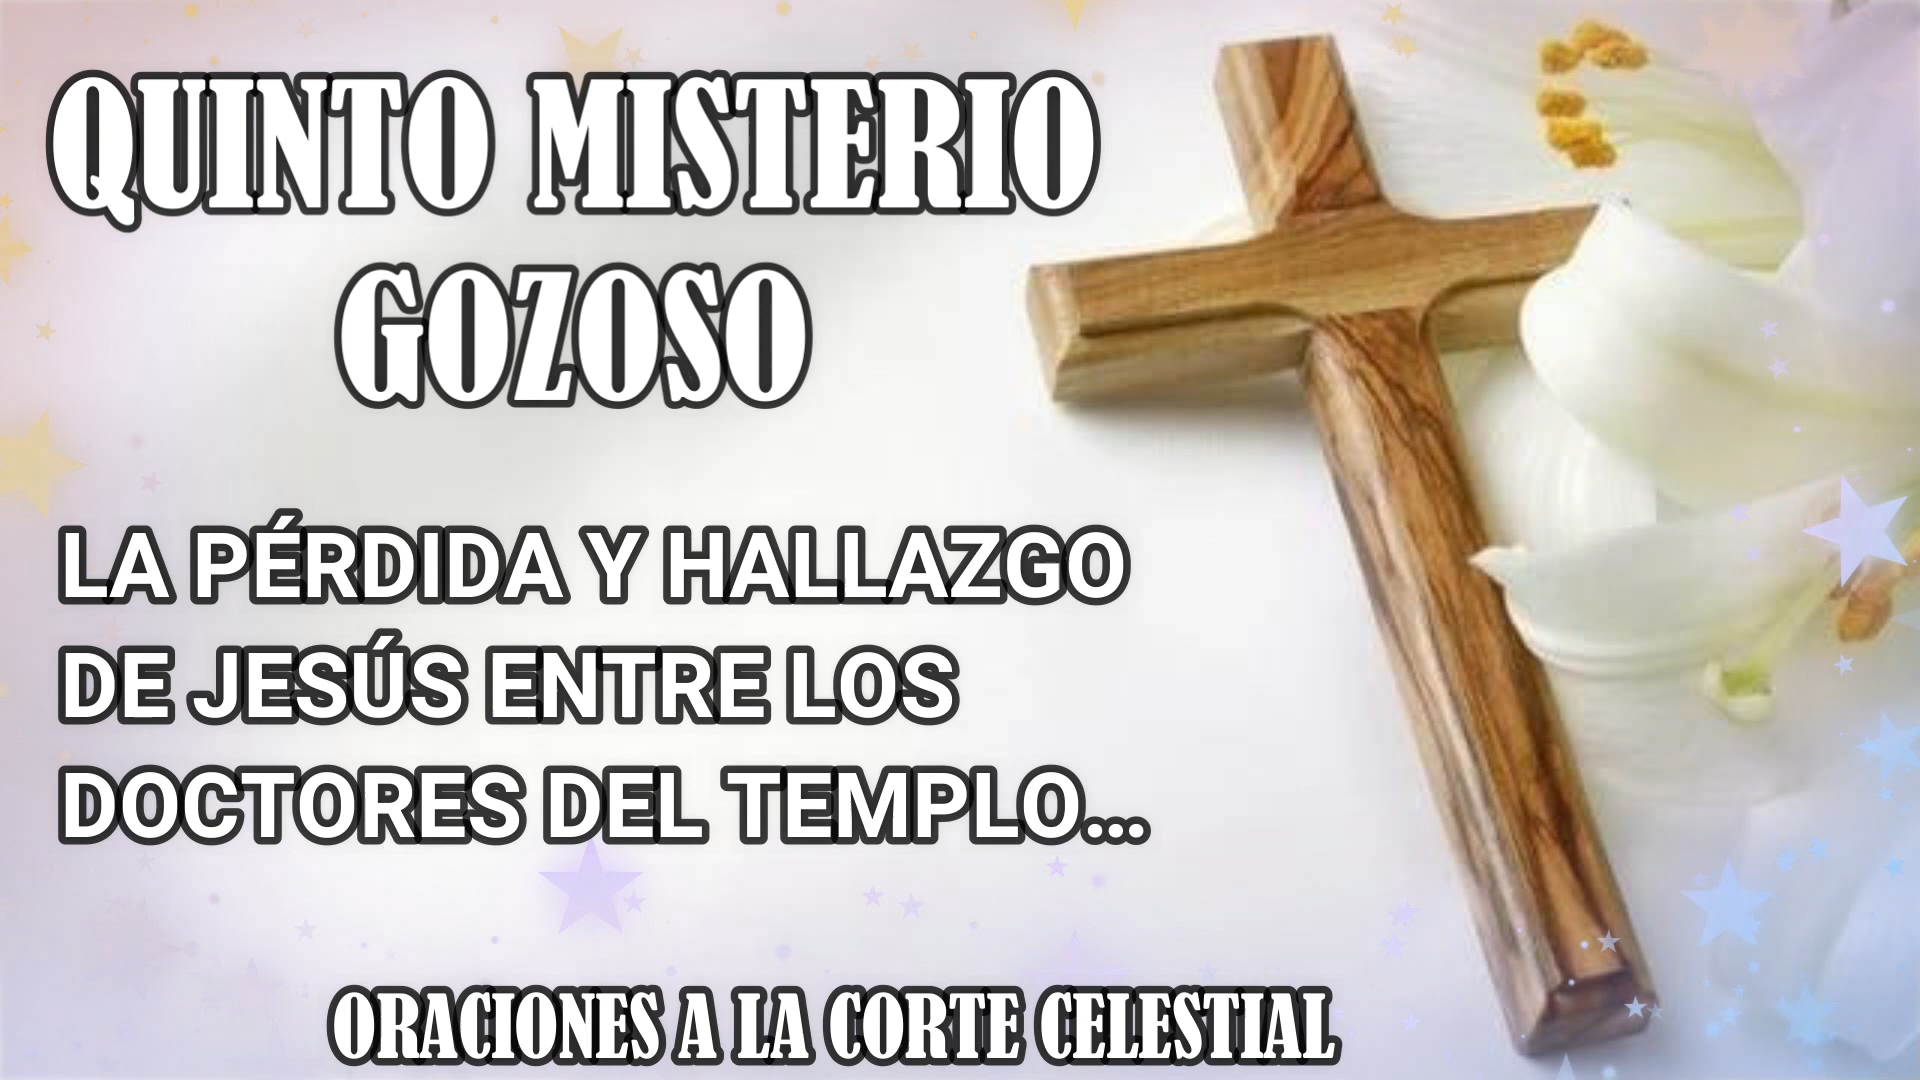 QUINTO MISTERIO
GOZOSO
LA PÉRDIDA Y HALLAZGO
DE JESÚS ENTRE LOS
DOCTORES DEL TEMPLO...
ORACIONES A LA CORTE CELESTIAL